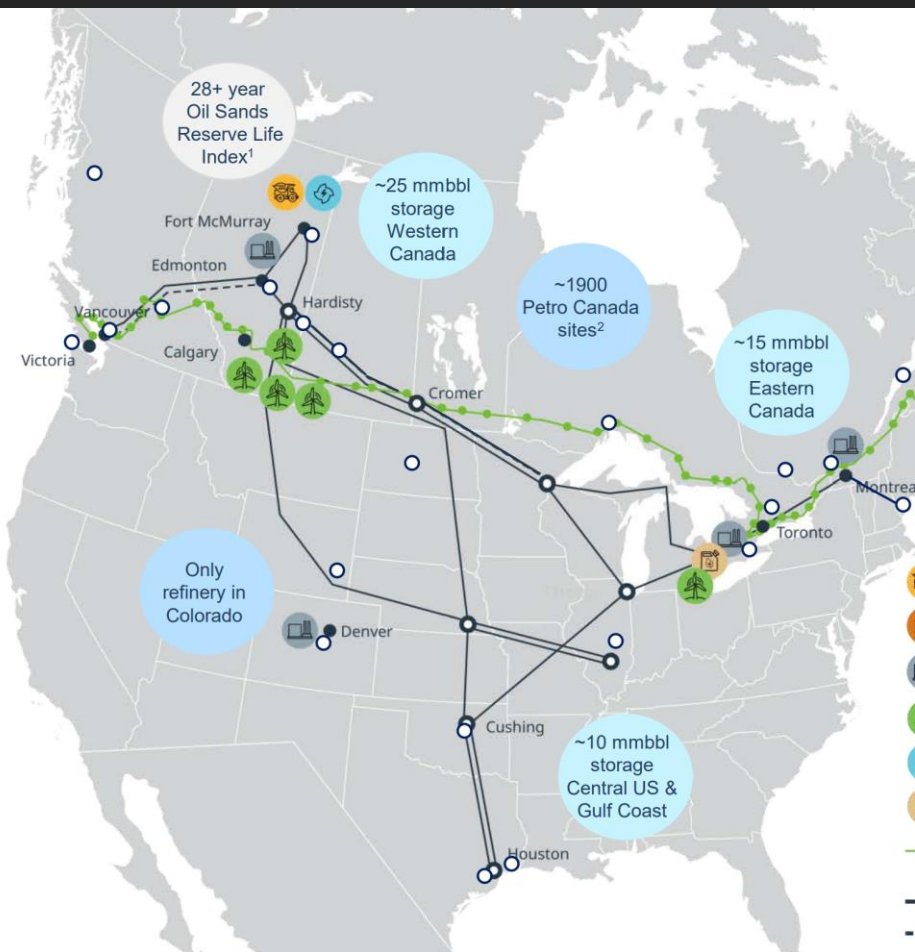 28+ year
Oil Sands
Reserve Life
Index¹
~25 mmbbl
storage
Western
Canada
Fort McMurray
Edmonton
~1900
Petro Canada
sites²
Hardisty
Vancouver
~15 mmbbl
storage
Eastern
Canada
Victoria
Calgary
Cromer
Montrea
Toronto
Only
refinery in
Colorado
Denver
Cushing
~10 mmbbl
storage
Central US &
Gulf Coast
Houston